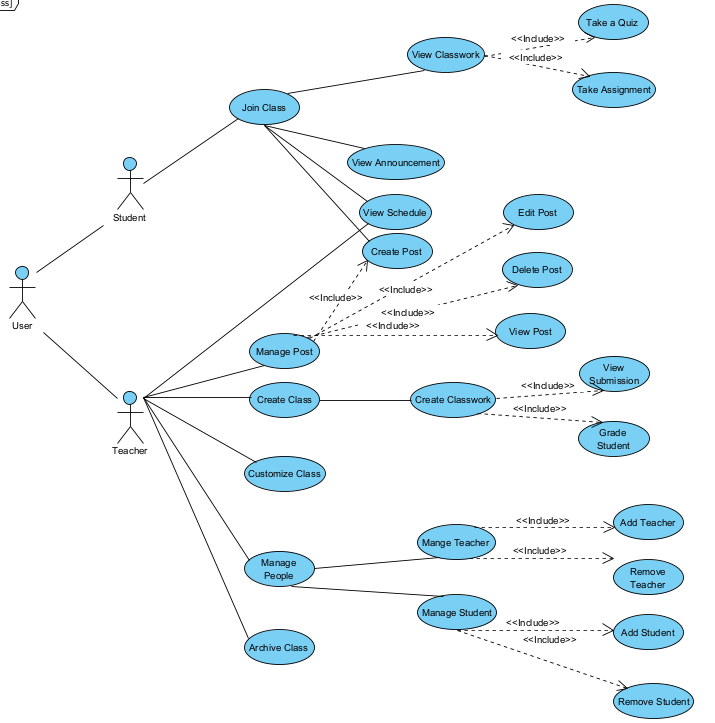 ss]
Take a Quiz
<<Include>>
View Classwork
<<Include>>
Take Assignment
Join Class
View Announcement
Student
View Schedule
Edit Post
Create Post
Delete Post
<<Include>>
<<Include>>
<<Include>>
<<Include>>
User
View Post
Manage Post
View
Submission
<<Include>>
Create Class
Create Classwork
<<Include>>
Grade
Student
Teacher
Customize Class
<<Include>>
Add Teacher
Mange Teacher
<<Include>>
Manage
People
Remove
Teacher
Manage Student
<<Include>>
Add Student
<<Include>>
Archive Class
Remove Student